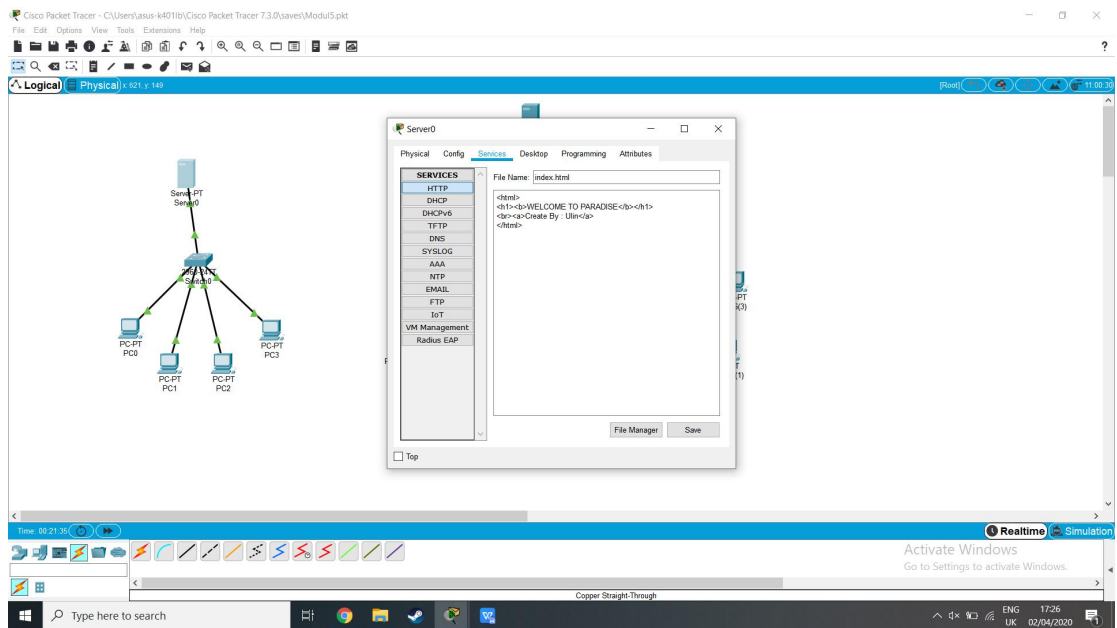 Cisco Packet Tracer - C:\Users\asus-k401lb\Cisco Packet Tracer 7.3.0\saves\Modul5.pkt
File Edit Options View Tools Extensions Help
?
Logical Physical x: 621, y: 149 [Root] 11:00:30
Server0
Physical Config Services Desktop Programming Attributes
SERVICES
HTTP
DHCP
DHCPv6
TFTP
DNS
SYSLOG
AAA
NTP
EMAIL
FTP
IoT
VM Management
Radius EAP
File Name: index.html
<html>
<h1><b>WELCOME TO PARADISE</b></h1>
<br><a>Create By : Ulin</a>
</html>
File Manager Save
Top
Server-PT
Server0
2960-24TT
Switch0
PC-PT
PC0
PC-PT
PC1
PC-PT
PC2
PC-PT
PC3
Time: 00:21:35 Realtime Simulation
Activate Windows
Go to Settings to activate Windows.
Copper Straight-Through
Type here to search
ENG 17:26
UK 02/04/2020